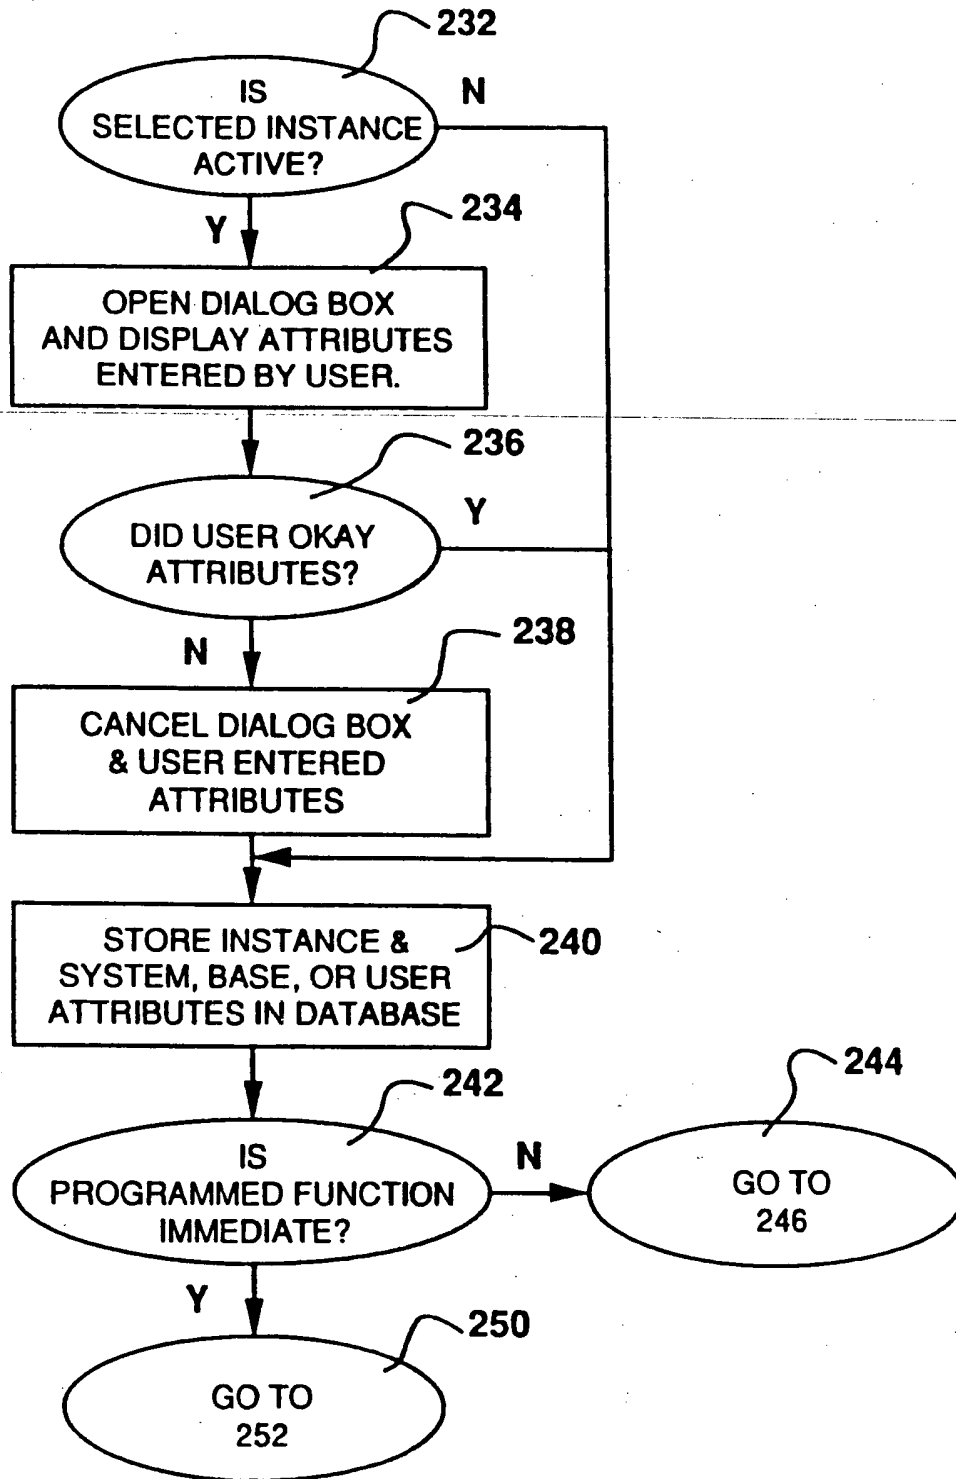 232
IS
SELECTED INSTANCE
ACTIVE?
N
Y
234
OPEN DIALOG BOX
AND DISPLAY ATTRIBUTES
ENTERED BY USER.
236
DID USER OKAY
ATTRIBUTES?
Y
N
238
CANCEL DIALOG BOX
& USER ENTERED
ATTRIBUTES
240
STORE INSTANCE &
SYSTEM, BASE, OR USER
ATTRIBUTES IN DATABASE
242
IS
PROGRAMMED FUNCTION
IMMEDIATE?
N
244
GO TO
246
Y
250
GO TO
252